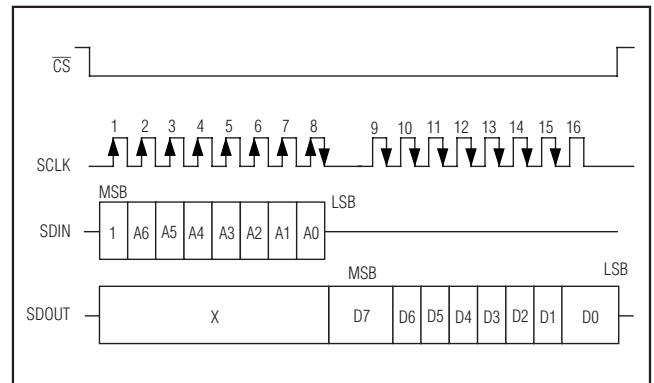 CS
1 2 3 4 5 6 7 8 9 10 11 12 13 14 15 16
SCLK
MSB
LSB
SDIN 1 A6 A5 A4 A3 A2 A1 A0
MSB
LSB
SDOUT X D7 D6 D5 D4 D3 D2 D1 D0